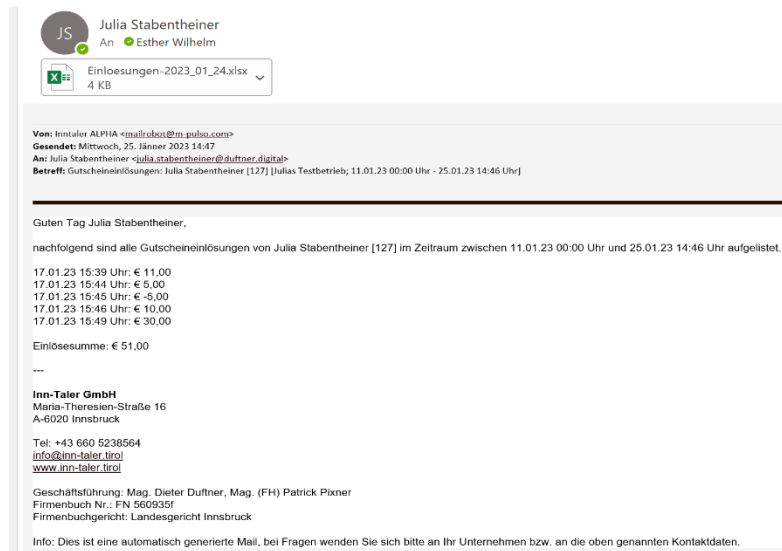 JS
Julia Stabentheiner
An Esther Wilhelm
Einloesungen-2023_01_24.xlsx
4 KB
Von: Inntaler ALPHA <mailrobot@m-pulso.com>
Gesendet: Mittwoch, 25. Jänner 2023 14:47
An: Julia Stabentheiner <julia.stabentheiner@duftner.digital>
Betreff: Gutscheineinlösungen: Julia Stabentheiner [127] [Julias Testbetrieb; 11.01.23 00:00 Uhr - 25.01.23 14:46 Uhr]
Guten Tag Julia Stabentheiner,
nachfolgend sind alle Gutscheineinlösungen von Julia Stabentheiner [127] im Zeitraum zwischen 11.01.23 00:00 Uhr und 25.01.23 14:46 Uhr aufgelistet.
17.01.23 15:39 Uhr: € 11,00
17.01.23 15:44 Uhr: € 5,00
17.01.23 15:45 Uhr: € -5,00
17.01.23 15:46 Uhr: € 10,00
17.01.23 15:49 Uhr: € 30,00
Einlösesumme: € 51,00
---
Inn-Taler GmbH
Maria-Theresien-Straße 16
A-6020 Innsbruck
Tel: +43 660 5238564
info@inn-taler.tirol
www.inn-taler.tirol
Geschäftsführung: Mag. Dieter Duftner, Mag. (FH) Patrick Pixner
Firmenbuch Nr.: FN 560935f
Firmenbuchgericht: Landesgericht Innsbruck
Info: Dies ist eine automatisch generierte Mail, bei Fragen wenden Sie sich bitte an Ihr Unternehmen bzw. an die oben genannten Kontaktdaten.